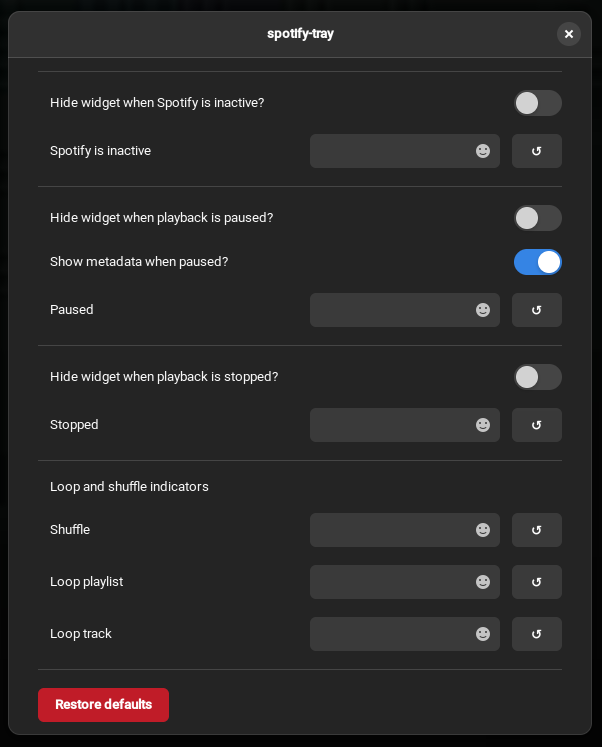 spotify-tray
Hide widget when Spotify is inactive?
Spotify is inactive
Hide widget when playback is paused?
Show metadata when paused?
Paused
Hide widget when playback is stopped?
Stopped
Loop and shuffle indicators
Shuffle
Loop playlist
Loop track
Restore defaults